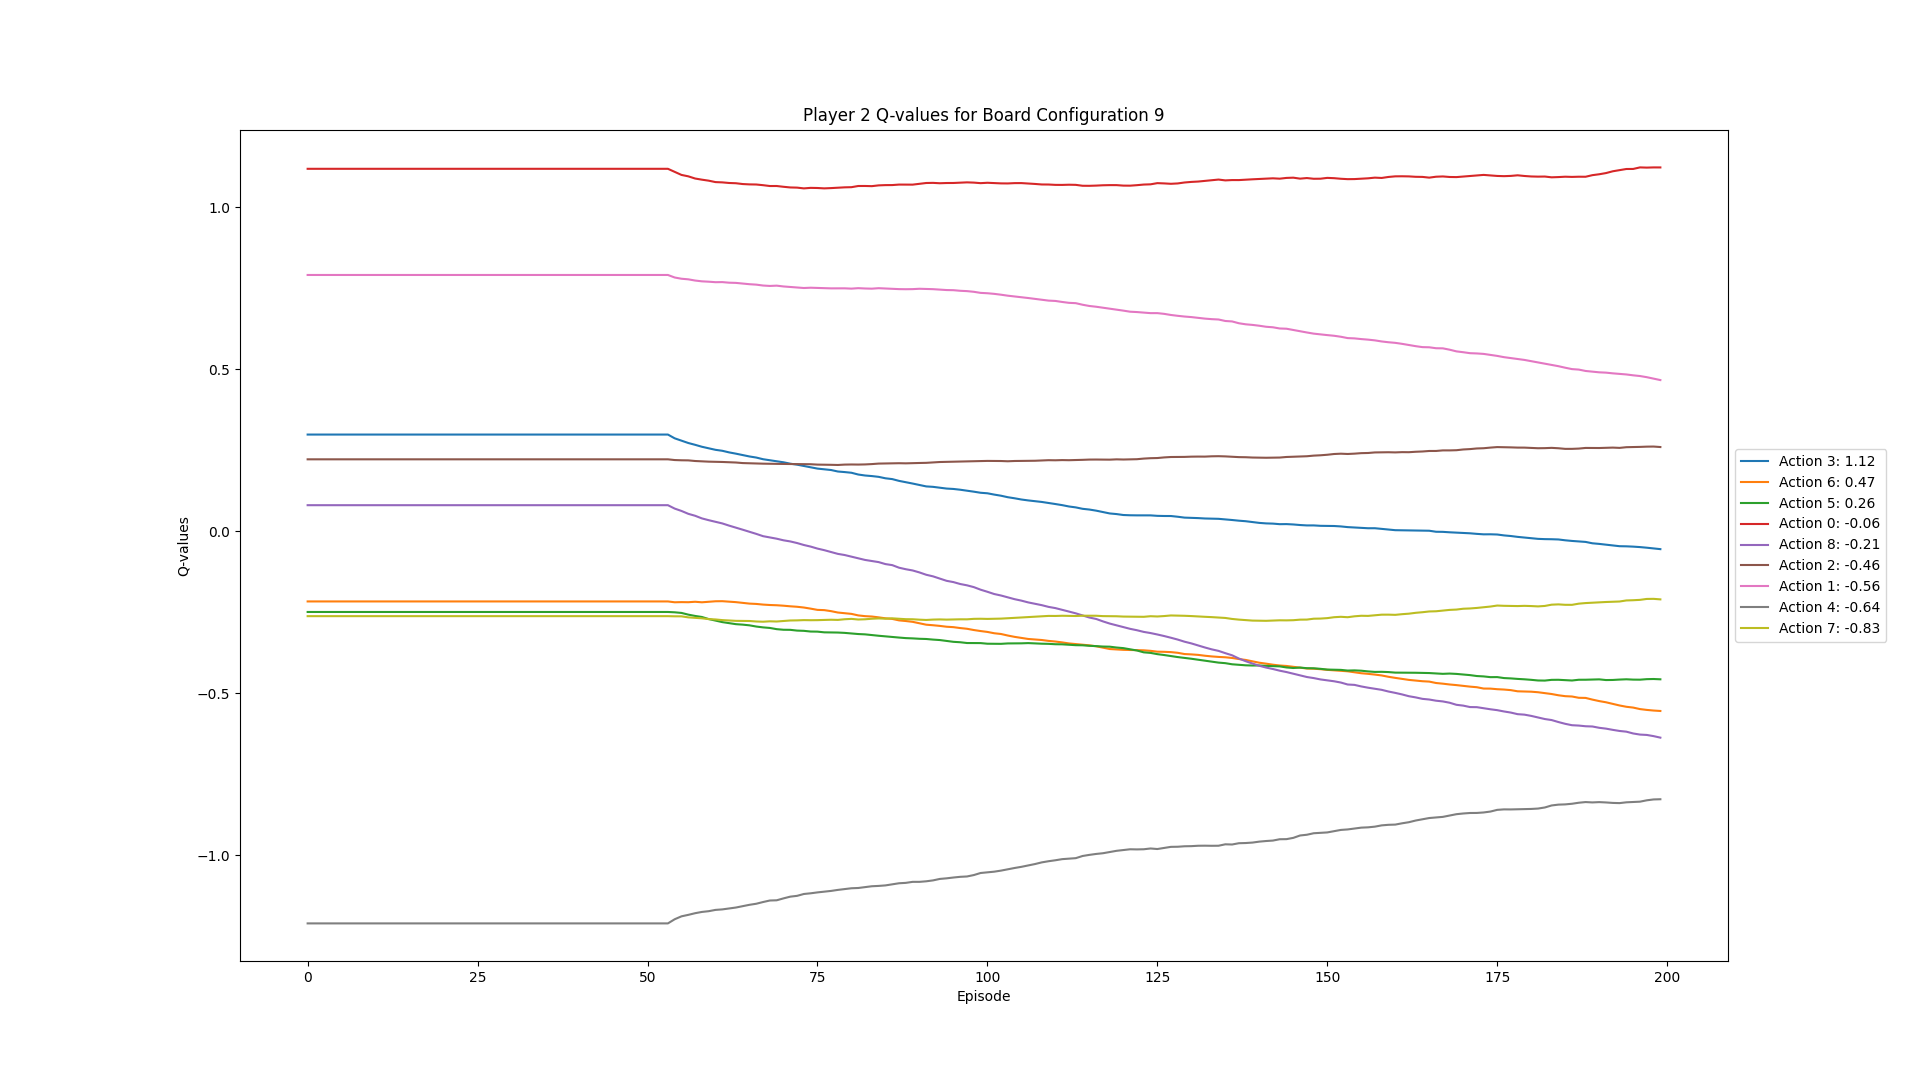 Player 2 Q-values for Board Configuration 9
1.0
0.5
0.0
−0.5
−1.0
Q-values
0 25 50 75 100 125 150 175 200
Episode
Action 3: 1.12
Action 6: 0.47
Action 5: 0.26
Action 0: -0.06
Action 8: -0.21
Action 2: -0.46
Action 1: -0.56
Action 4: -0.64
Action 7: -0.83